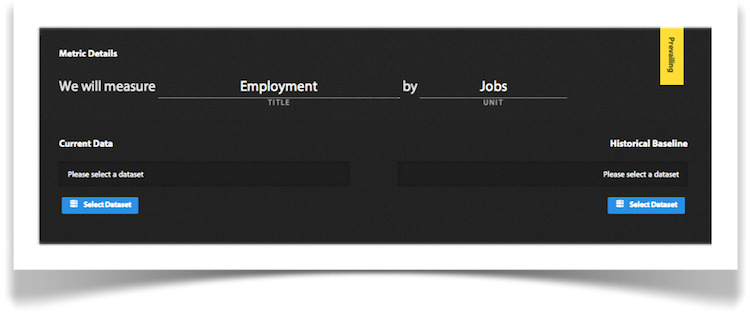 Metric Details
Prevailing
We will measure Employment by Jobs
TITLE UNIT
Current Data Historical Baseline
Please select a dataset Please select a dataset
Select Dataset Select Dataset